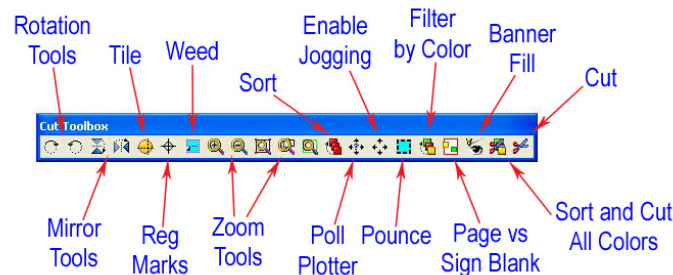 Rotation
Tools
Tile
Weed
Sort
Enable
Jogging
Filter
by Color
Banner
Fill
Cut
Cut Toolbox
Mirror
Tools
Reg
Marks
Zoom
Tools
Poll
Plotter
Pounce
Page vs
Sign Blank
Sort and Cut
All Colors